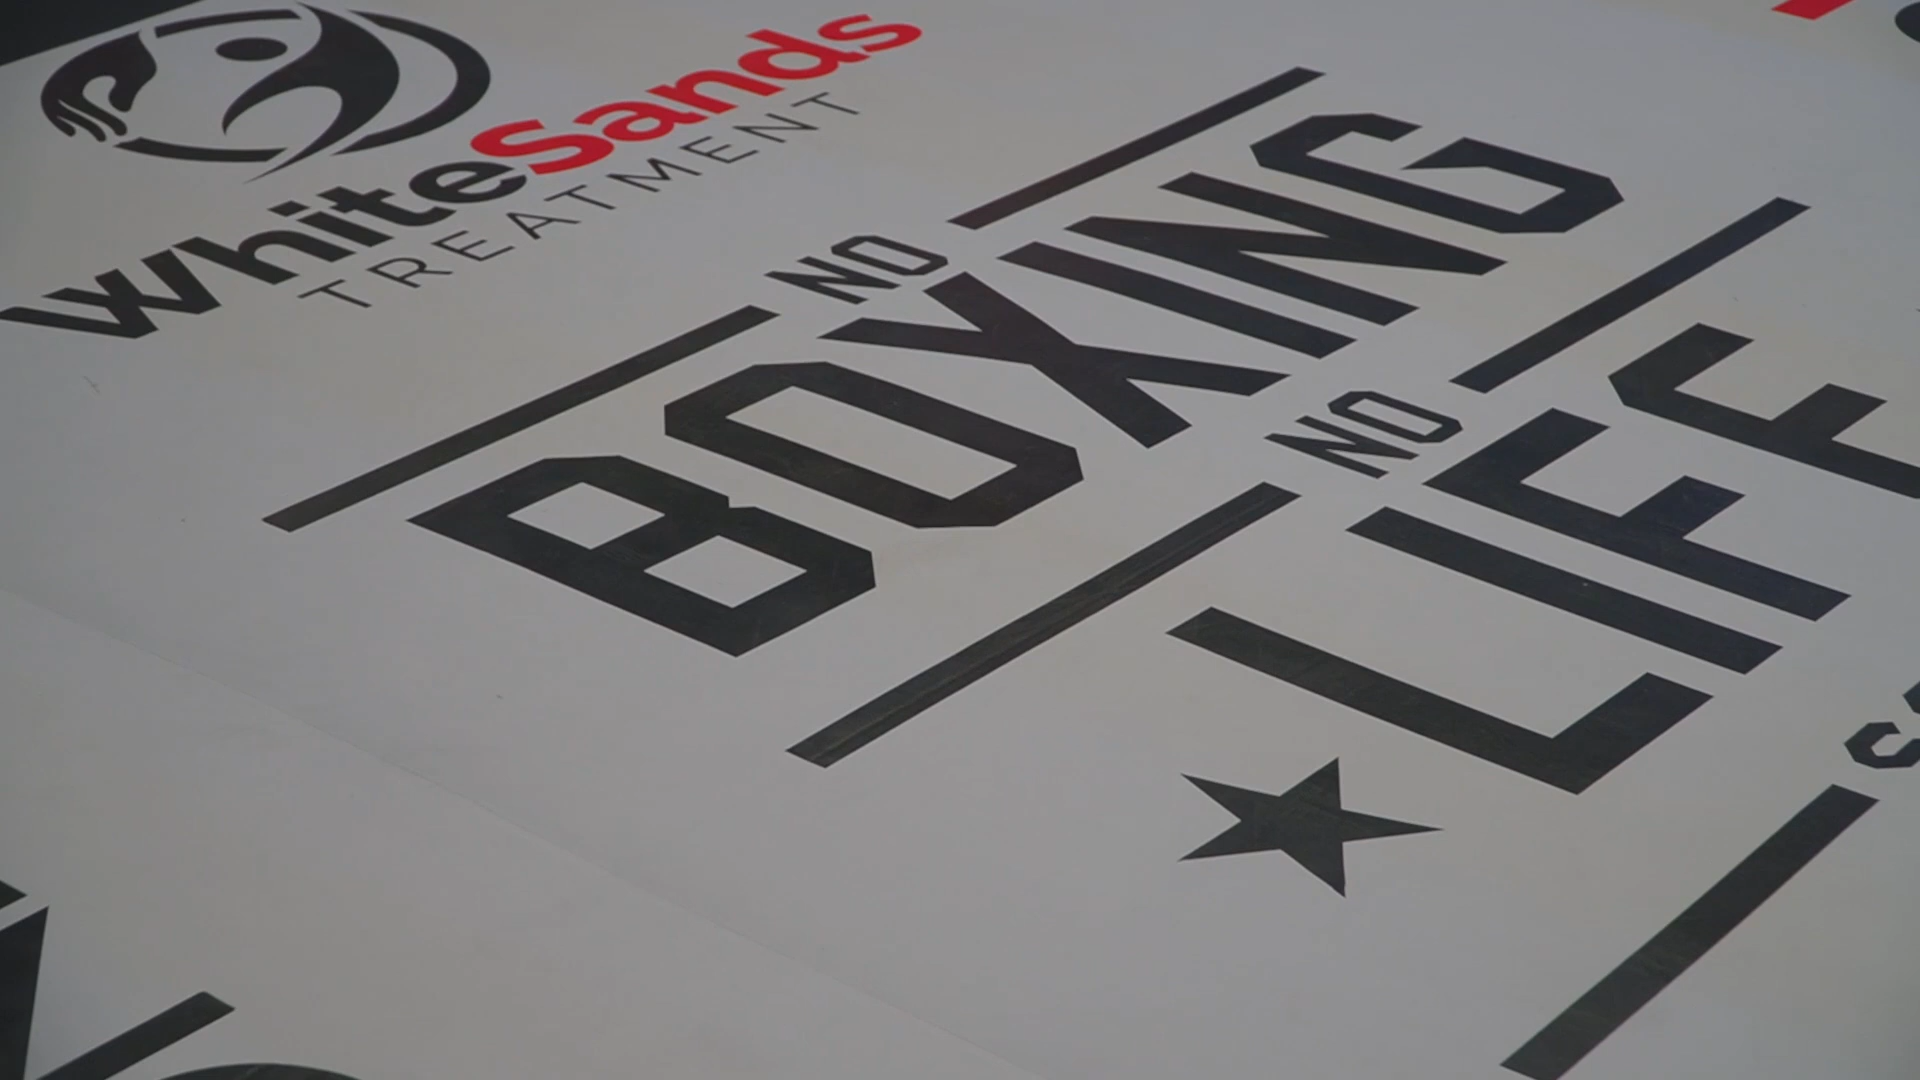 WhiteSands
TREATMENT
NO
BOXING
NO
LIFE